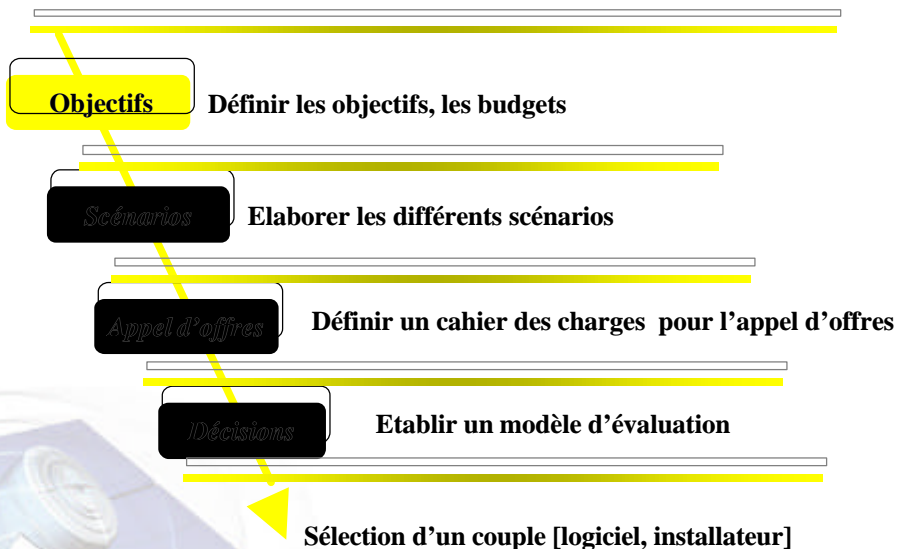 Objectifs Définir les objectifs, les budgets
Scénarios Elaborer les différents scénarios
Appel d’offres Définir un cahier des charges pour l’appel d’offres
Décisions Etablir un modèle d’évaluation
Sélection d’un couple [logiciel, installateur]